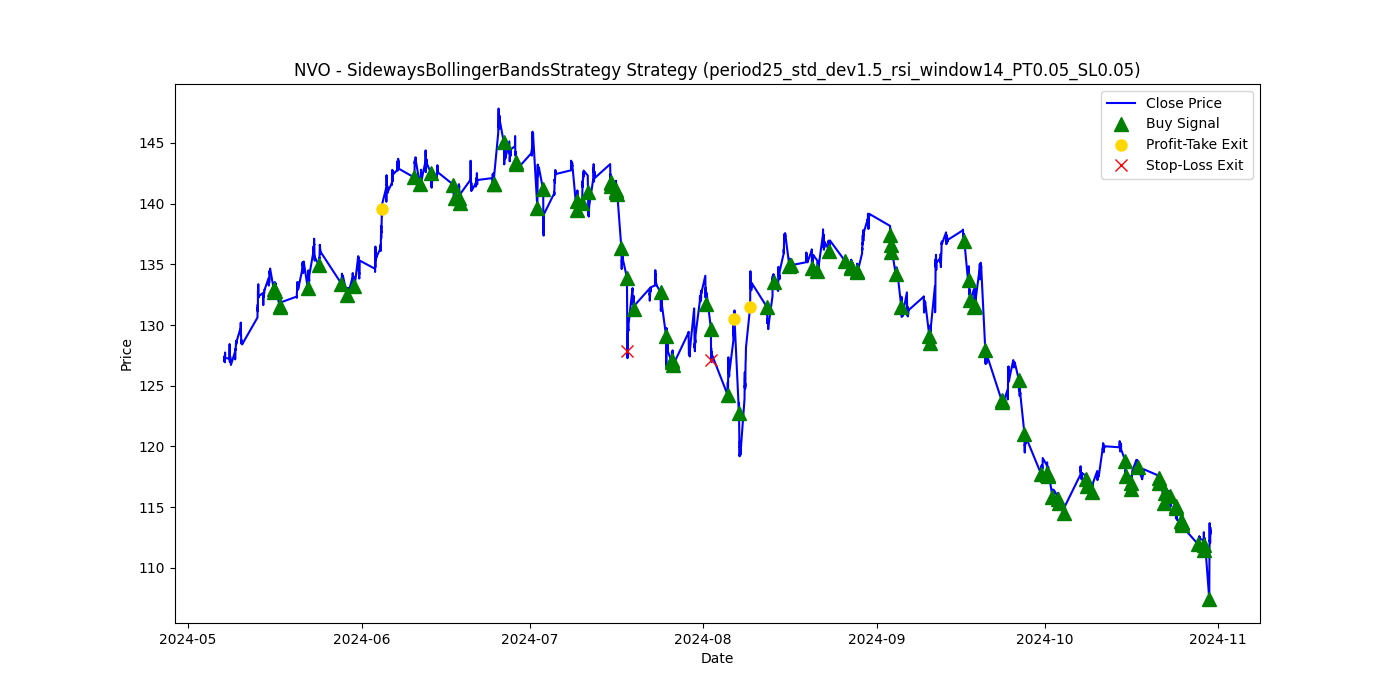 NVO - SidewaysBollingerBandsStrategy Strategy (period25_std_dev1.5_rsi_window14_PT0.05_SL0.05)
Close Price
Buy Signal
Profit-Take Exit
Stop-Loss Exit
Price
145
140
135
130
125
120
115
110
2024-05
2024-06
2024-07
2024-08
2024-09
2024-10
2024-11
Date